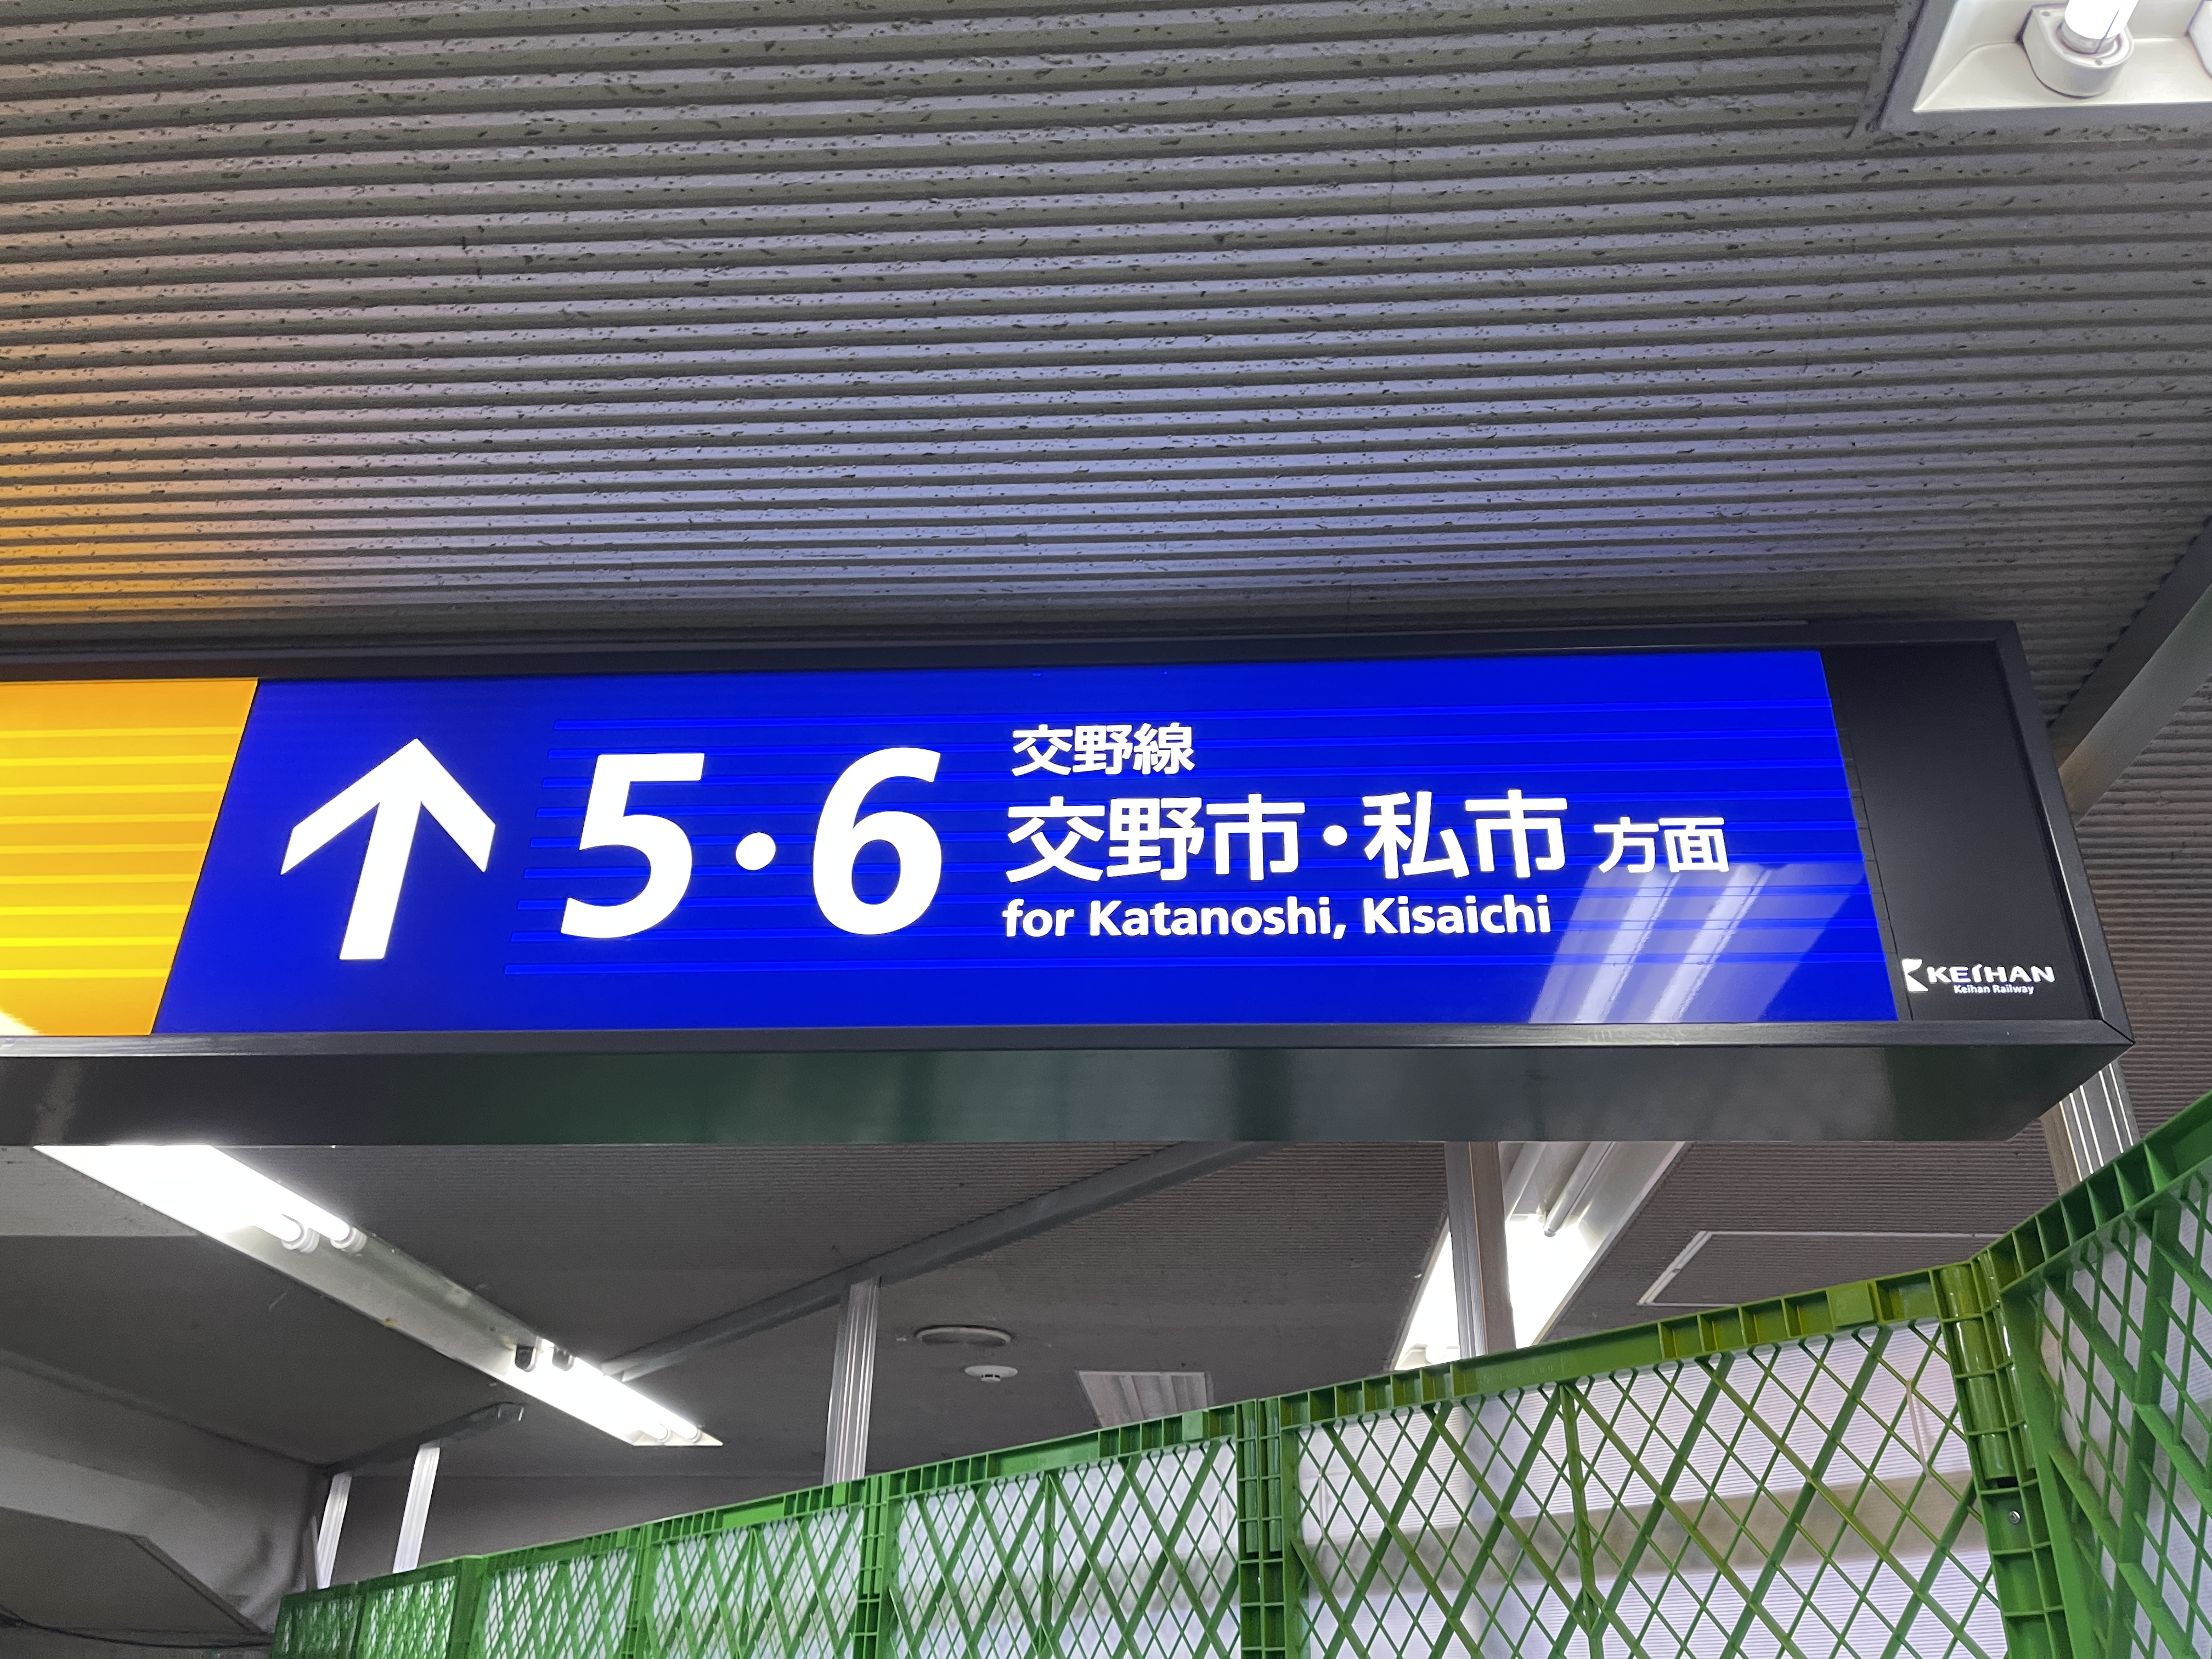 ↑ 5・6
交野線
交野市・私市 方面
for Katanoshi, Kisaichi
KEIHAN
Keihan Railway